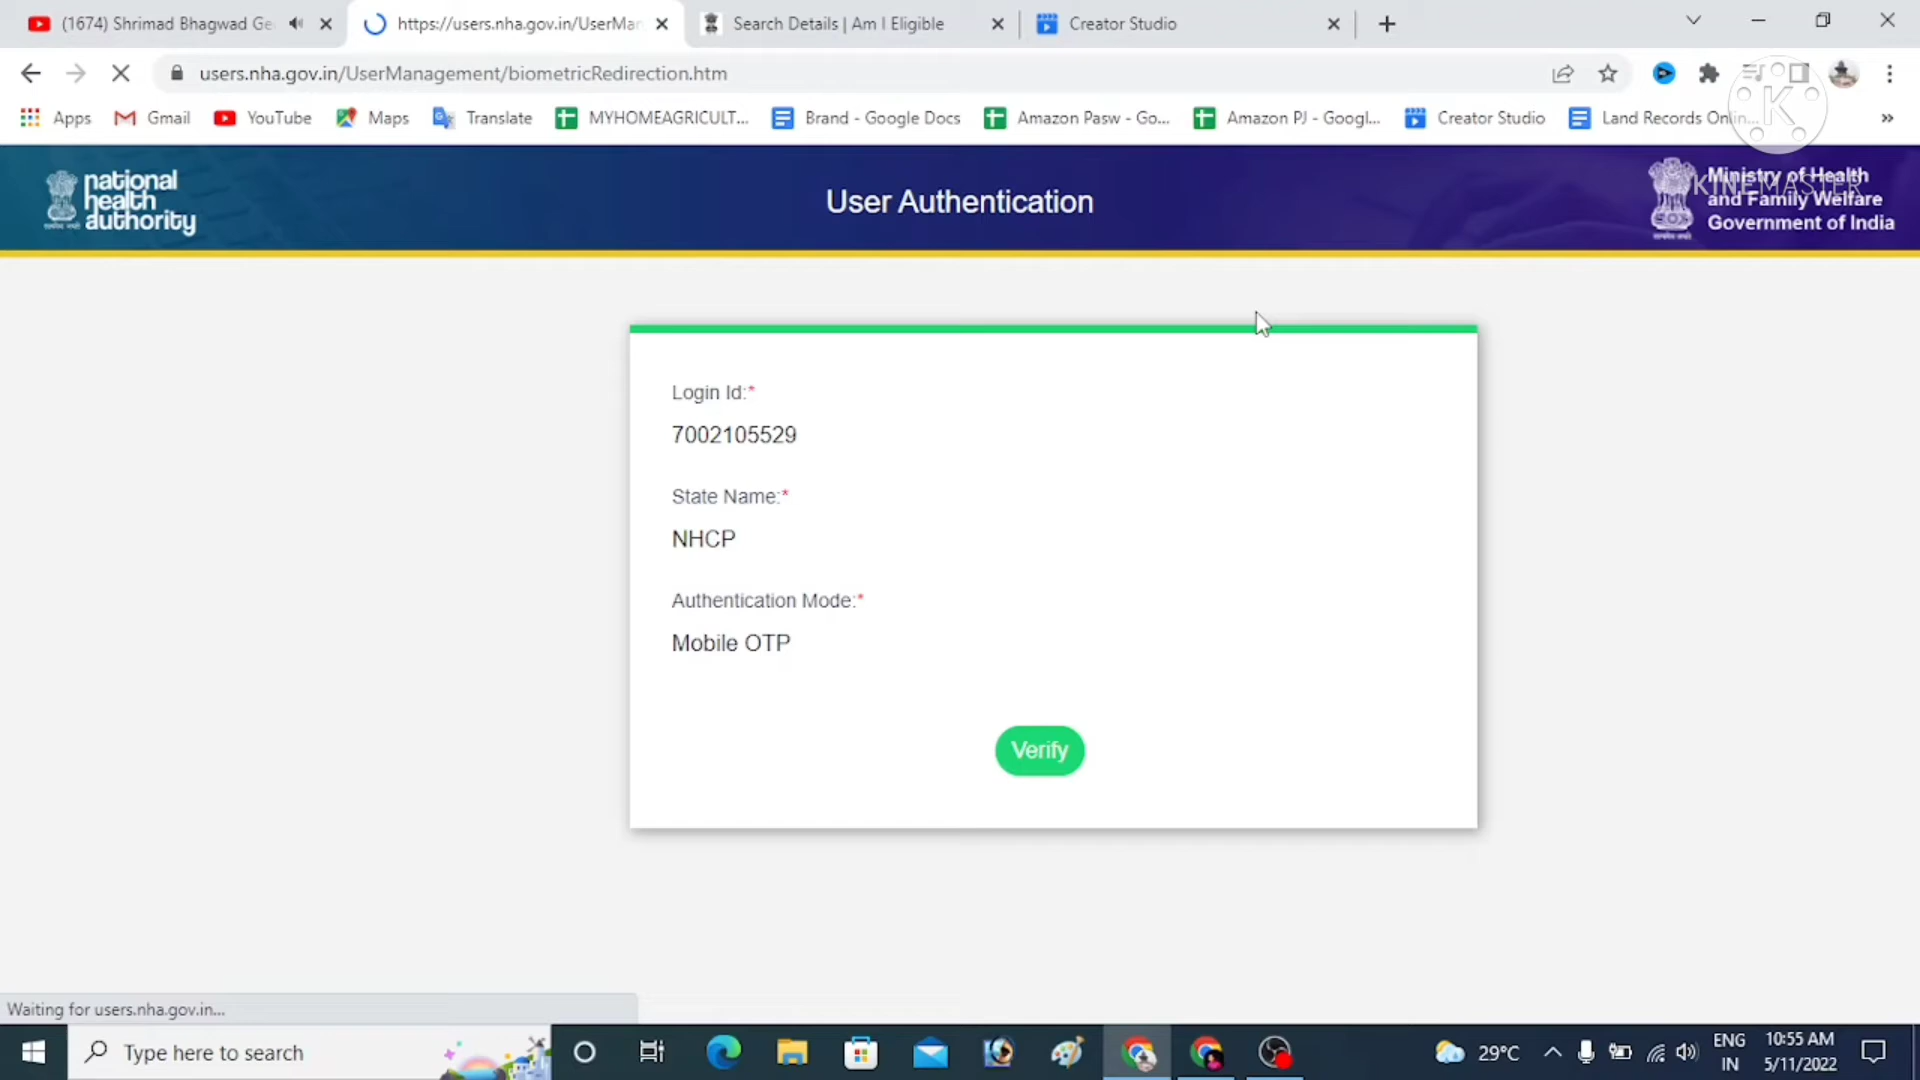 (1674) Shrimad Bhagwad Ge
https://users.nha.gov.in/UserMan
Search Details | Am I Eligible
Creator Studio
users.nha.gov.in/UserManagement/biometricRedirection.htm
Apps
Gmail
YouTube
Maps
Translate
MYHOMEAGRICULT...
Brand - Google Docs
Amazon Pasw - Go...
Amazon PJ - Googl...
Creator Studio
Land Records Onlin...
K
KINEMASTER
national
health
authority
User Authentication
Ministry of Health
and Family Welfare
Government of India
Login Id:*
7002105529
State Name:*
NHCP
Authentication Mode:*
Mobile OTP
Verify
Waiting for users.nha.gov.in...
Type here to search
29°C
ENG
IN
10:55 AM
5/11/2022